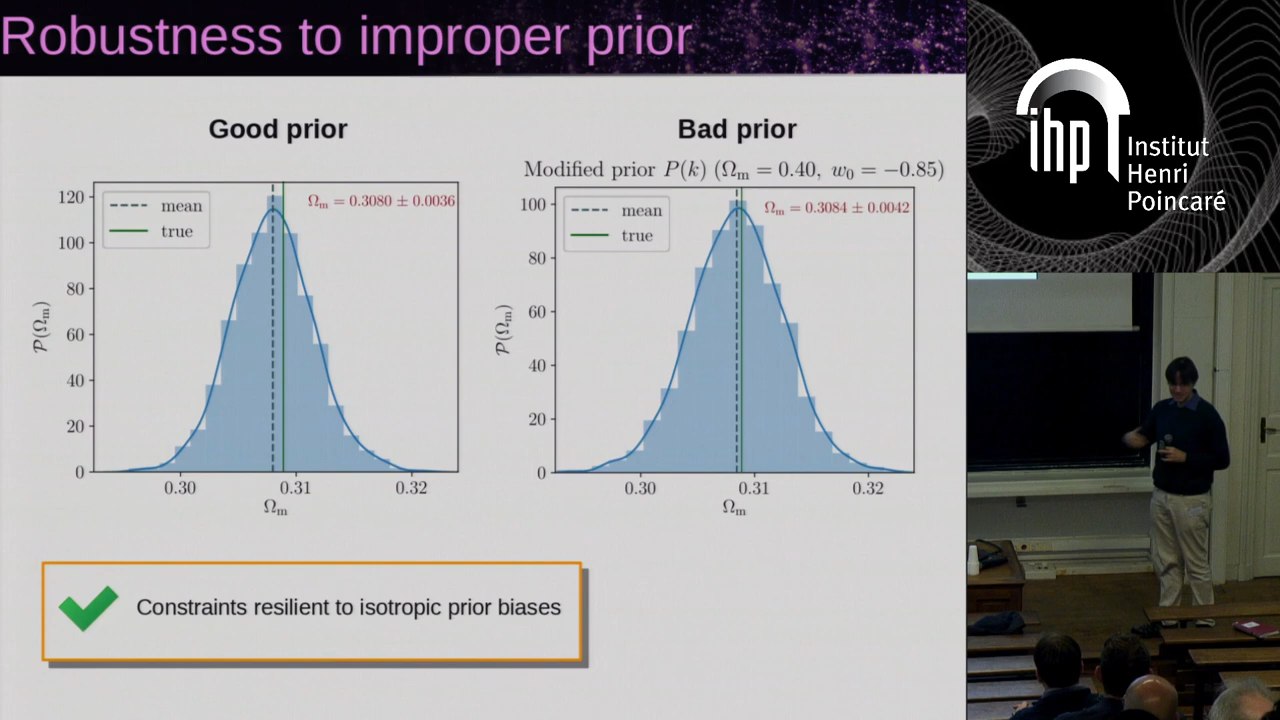 Robustness to improper prior
Good prior
120
100
80
60
40
20
0
0.30
0.31
0.32
P(Ωm)
Ωm
mean
true
Ωm = 0.3080 ± 0.0036
Bad prior
Modified prior P(k) (Ωm = 0.40, w0 = −0.85)
100
80
60
40
20
0
0.30
0.31
0.32
P(Ωm)
Ωm
mean
true
Ωm = 0.3084 ± 0.0042
Constraints resilient to isotropic prior biases
ihp
Institut
Henri
Poincaré